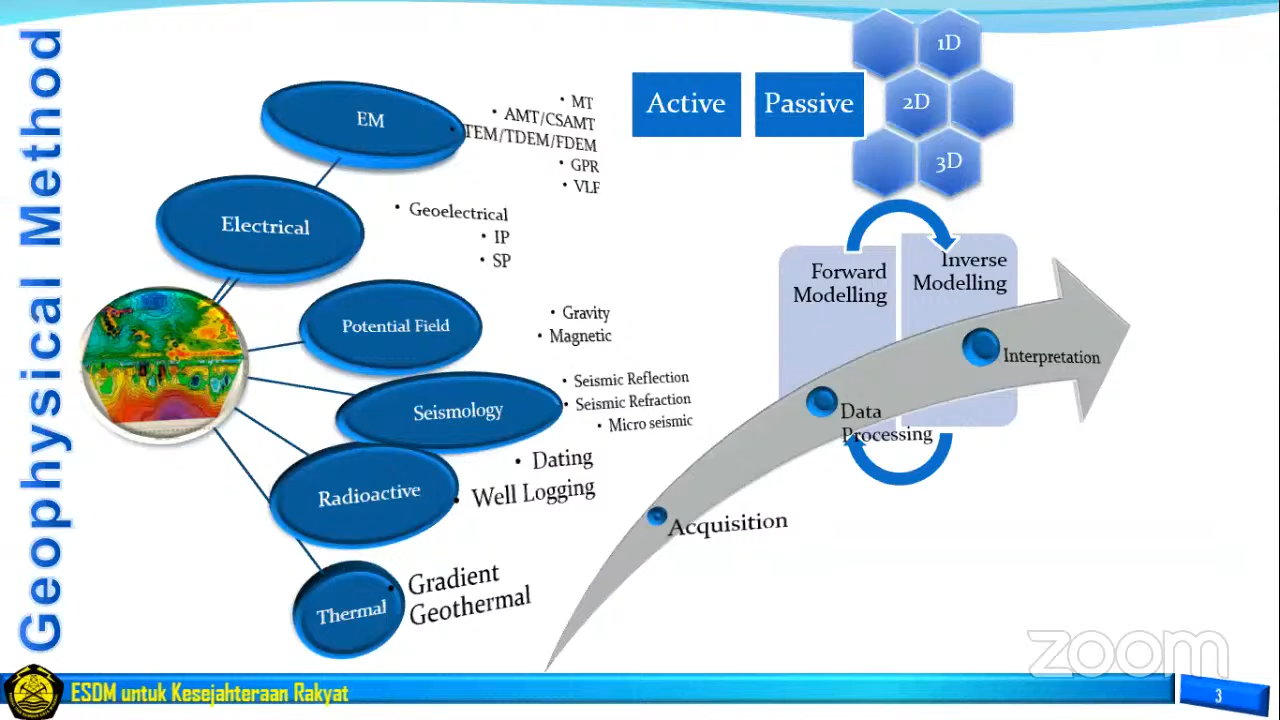 Geophysical Method
EM
• MT
• AMT/CSAMT
• TEM/TDEM/FDEM
• GPR
• VLF
Electrical
• Geoelectrical
• IP
• SP
Potential Field
• Gravity
• Magnetic
Seismology
• Seismic Reflection
• Seismic Refraction
• Micro seismic
Radioactive
• Dating
• Well Logging
Thermal
• Gradient
Geothermal
Active
Passive
1D
2D
3D
Forward
Modelling
Inverse
Modelling
Acquisition
Data
Processing
Interpretation
zoom
ESDM untuk Kesejahteraan Rakyat
3